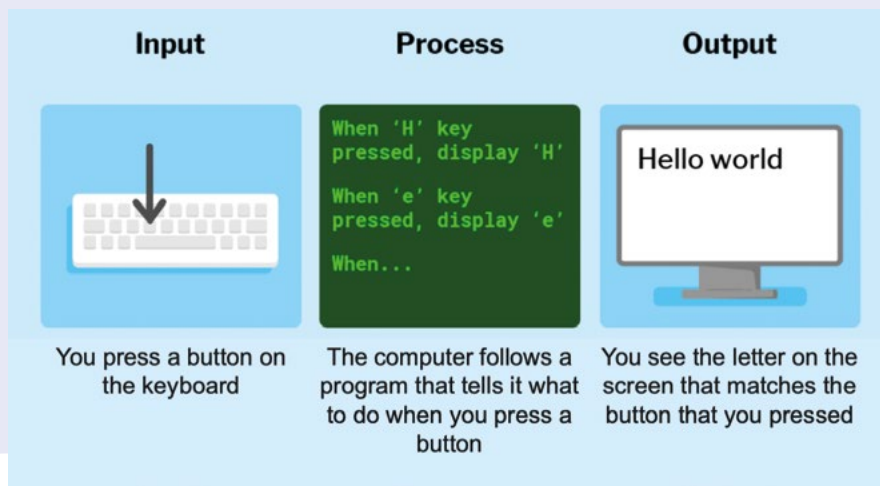 Input
Process
Output
When ‘H’ key
pressed, display ‘H’
When ‘e’ key
pressed, display ‘e’
When...
Hello world
You press a button on
the keyboard
The computer follows a
program that tells it what
to do when you press a
button
You see the letter on the
screen that matches the
button that you pressed